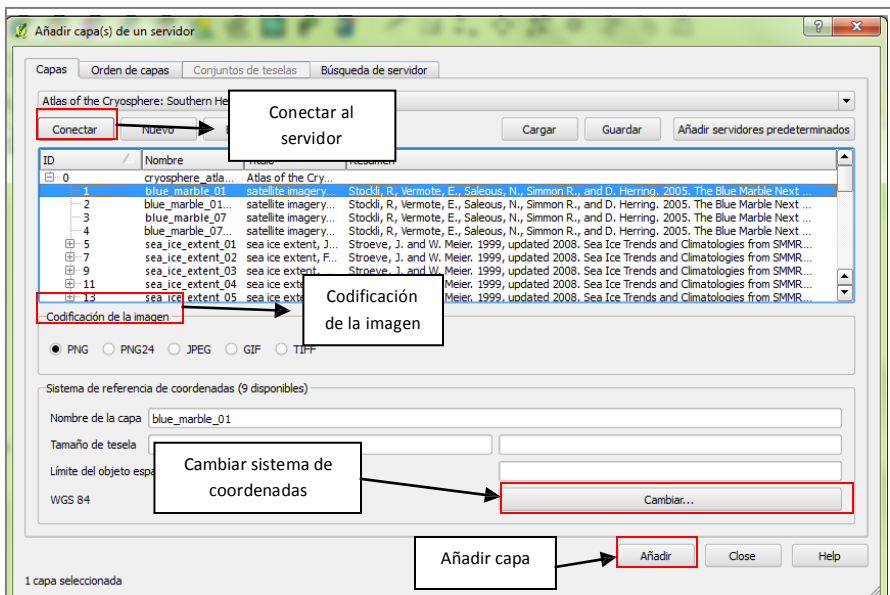 Añadir capa(s) de un servidor
Capas Orden de capas Conjuntos de teselas Búsqueda de servidor
Atlas of the Cryosphere: Southern He
Conectar al
servidor
Conectar Nuevo Cargar Guardar Añadir servidores predeterminados
ID Nombre Título Resumen
0 cryosphere_atla... Atlas of the Cry...
1 blue_marble_01 satellite imagery... Stockli, R, Vermote, E., Saleous, N., Simmon R., and D. Herring. 2005. The Blue Marble Next ...
2 blue_marble_01... satellite imagery... Stockli, R, Vermote, E., Saleous, N., Simmon R., and D. Herring. 2005. The Blue Marble Next ...
3 blue_marble_07 satellite imagery... Stockli, R, Vermote, E., Saleous, N., Simmon R., and D. Herring. 2005. The Blue Marble Next ...
4 blue_marble_07... satellite imagery... Stockli, R, Vermote, E., Saleous, N., Simmon R., and D. Herring. 2005. The Blue Marble Next ...
5 sea_ice_extent_01 sea ice extent, J... Stroeve, J. and W. Meier. 1999, updated 2008. Sea Ice Trends and Climatologies from SMMR...
7 sea_ice_extent_02 sea ice extent, F... Stroeve, J. and W. Meier. 1999, updated 2008. Sea Ice Trends and Climatologies from SMMR...
9 sea_ice_extent_03 sea ice extent, Stroeve, J. and W. Meier. 1999, updated 2008. Sea Ice Trends and Climatologies from SMMR...
11 sea_ice_extent_04 sea ice exte Meier. 1999, updated 2008. Sea Ice Trends and Climatologies from SMMR...
13 sea_ice_extent_05 sea ice exte Meier. 1999, updated 2008. Sea Ice Trends and Climatologies from SMMR...
Codificación
de la imagen
Codificación de la imagen
PNG PNG24 JPEG GIF TIFF
Sistema de referencia de coordenadas (9 disponibles)
Nombre de la capa blue_marble_01
Tamaño de tesela
Cambiar sistema de
coordenadas
Límite del objeto espa
WGS 84 Cambiar...
Añadir capa
Añadir Close Help
1 capa seleccionada